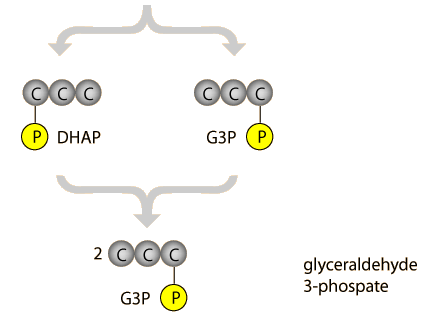 C C C
C C C
P DHAP
G3P P
2 C C C
glyceraldehyde
3-phospate
G3P P